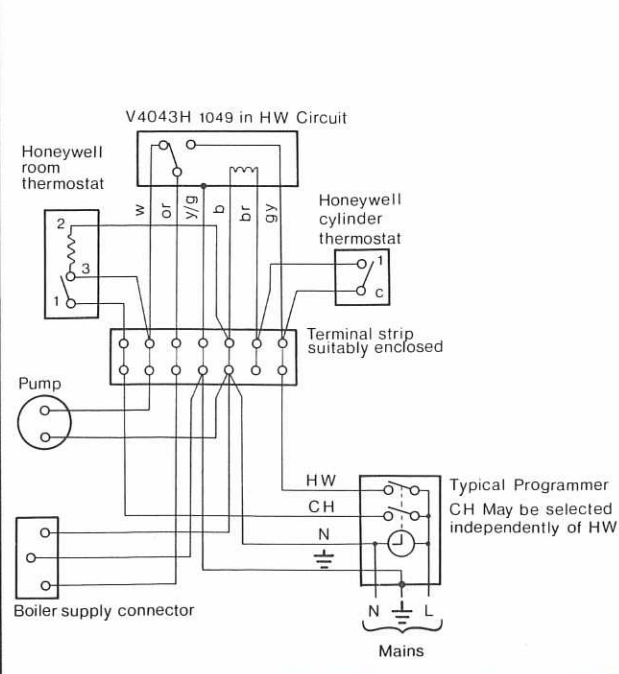 V4043H 1049 in HW Circuit
Honeywell
room
thermostat
Honeywell
cylinder
thermostat
w
or
y/g
b
br
gy
2
3
1
1
C
Terminal strip
suitably enclosed
Pump
HW
CH
N
Typical Programmer
CH May be selected
independently of HW
Boiler supply connector
N
L
Mains